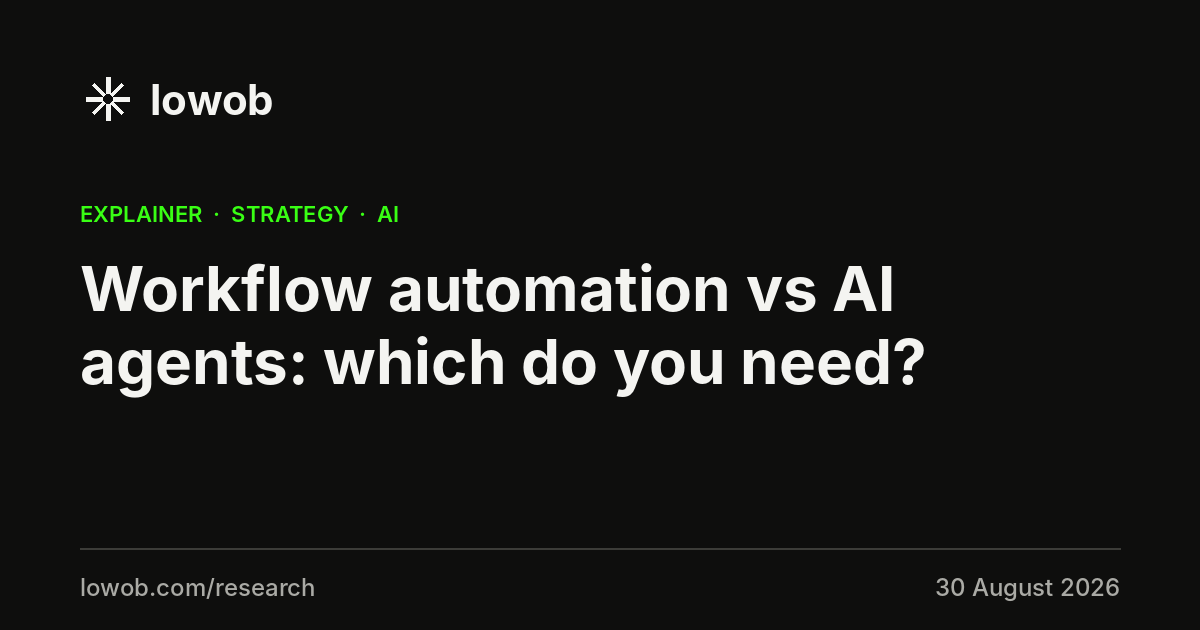 lowob
EXPLAINER · STRATEGY · AI
Workflow automation vs AI
agents: which do you need?
lowob.com/research
30 August 2026